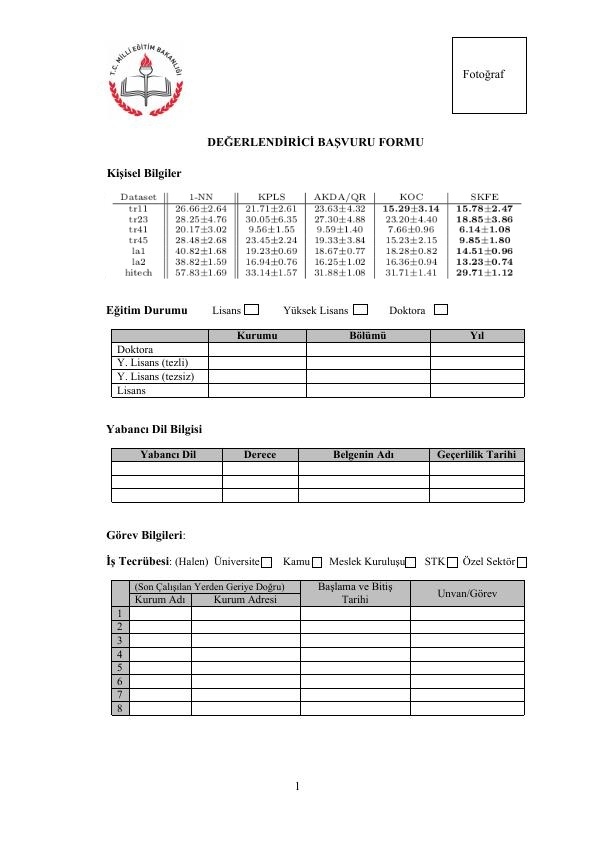 T.C. MİLLÎ EĞİTİM BAKANLIĞI
Fotoğraf
DEĞERLENDİRİCİ BAŞVURU FORMU
Kişisel Bilgiler
Dataset 1-NN KPLS AKDA/QR KOC SKFE
tr11 26.66±2.64 21.71±2.61 23.63±4.32 15.29±3.14 15.78±2.47
tr23 28.25±4.76 30.05±6.35 27.30±4.88 23.20±4.40 18.85±3.86
tr41 20.17±3.02 9.56±1.55 9.59±1.40 7.66±0.96 6.14±1.08
tr45 28.48±2.68 23.45±2.24 19.33±3.84 15.23±2.15 9.85±1.80
la1 40.82±1.68 19.23±0.69 18.67±0.77 18.28±0.82 14.51±0.96
la2 38.82±1.59 16.94±0.76 16.25±1.02 16.36±0.94 13.23±0.74
hitech 57.83±1.69 33.14±1.57 31.88±1.08 31.71±1.41 29.71±1.12
Eğitim Durumu Lisans Yüksek Lisans Doktora
Kurumu Bölümü Yıl
Doktora
Y. Lisans (tezli)
Y. Lisans (tezsiz)
Lisans
Yabancı Dil Bilgisi
Yabancı Dil Derece Belgenin Adı Geçerlilik Tarihi
Görev Bilgileri:
İş Tecrübesi: (Halen) Üniversite Kamu Meslek Kuruluşu STK Özel Sektör
(Son Çalışılan Yerden Geriye Doğru) Başlama ve Bitiş Tarihi Unvan/Görev
Kurum Adı Kurum Adresi
1
2
3
4
5
6
7
8
1